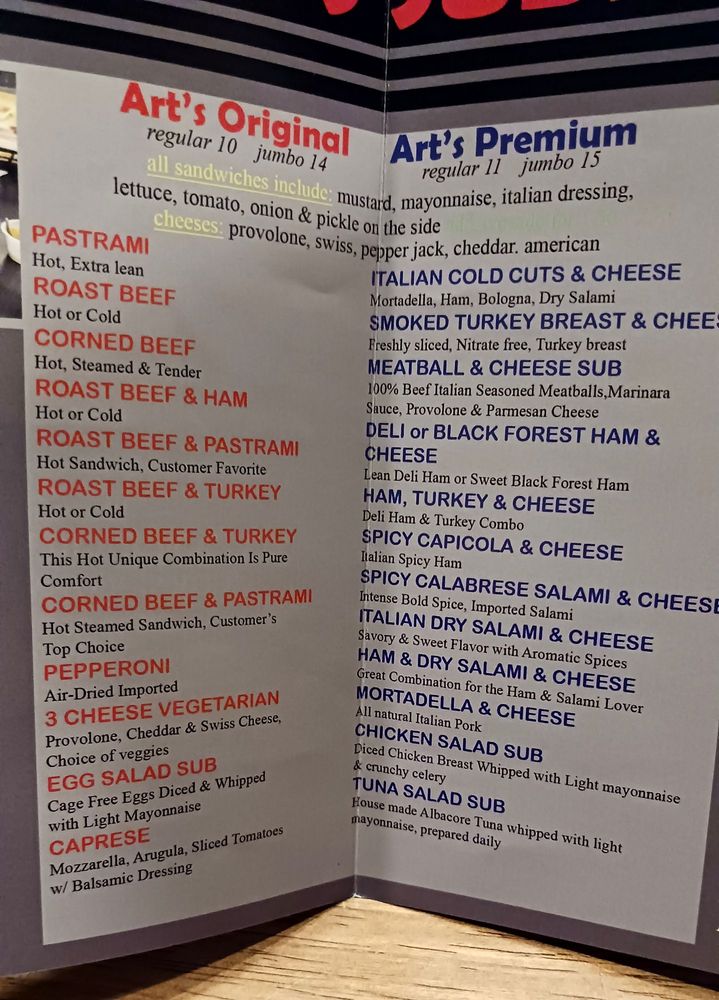 Art's Original
regular 10 jumbo 14
Art's Premium
regular 11 jumbo 15
all sandwiches include: mustard, mayonnaise, italian dressing,
lettuce, tomato, onion & pickle on the side
cheeses: provolone, swiss, pepper jack, cheddar. american
PASTRAMI
Hot, Extra lean
ROAST BEEF
Hot or Cold
CORNED BEEF
Hot, Steamed & Tender
ROAST BEEF & HAM
Hot or Cold
ROAST BEEF & PASTRAMI
Hot Sandwich, Customer Favorite
ROAST BEEF & TURKEY
Hot or Cold
CORNED BEEF & TURKEY
This Hot Unique Combination Is Pure
Comfort
CORNED BEEF & PASTRAMI
Hot Steamed Sandwich, Customer's
Top Choice
PEPPERONI
Air-Dried Imported
3 CHEESE VEGETARIAN
Provolone, Cheddar & Swiss Cheese,
Choice of veggies
EGG SALAD SUB
Cage Free Eggs Diced & Whipped
with Light Mayonnaise
CAPRESE
Mozzarella, Arugula, Sliced Tomatoes
w/ Balsamic Dressing
ITALIAN COLD CUTS & CHEESE
Mortadella, Ham, Bologna, Dry Salami
SMOKED TURKEY BREAST & CHEES
Freshly sliced, Nitrate free, Turkey breast
MEATBALL & CHEESE SUB
100% Beef Italian Seasoned Meatballs,Marinara
Sauce, Provolone & Parmesan Cheese
DELI or BLACK FOREST HAM &
CHEESE
Lean Deli Ham or Sweet Black Forest Ham
HAM, TURKEY & CHEESE
Deli Ham & Turkey Combo
SPICY CAPICOLA & CHEESE
Italian Spicy Ham
SPICY CALABRESE SALAMI & CHEESE
Intense Bold Spice, Imported Salami
ITALIAN DRY SALAMI & CHEESE
Savory & Sweet Flavor with Aromatic Spices
HAM & DRY SALAMI & CHEESE
Great Combination for the Ham & Salami Lover
MORTADELLA & CHEESE
All natural Italian Pork
CHICKEN SALAD SUB
Diced Chicken Breast Whipped with Light mayonnaise
& crunchy celery
TUNA SALAD SUB
House made Albacore Tuna whipped with light
mayonnaise, prepared daily